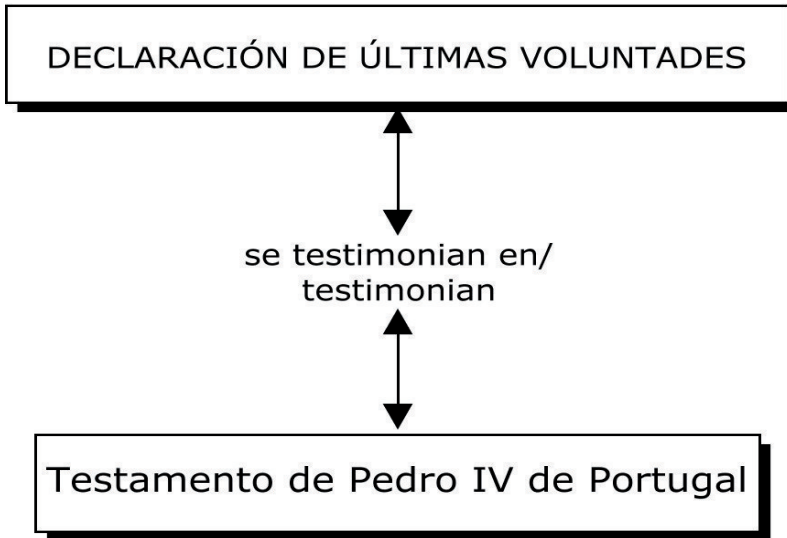 DECLARACIÓN DE ÚLTIMAS VOLUNTADES
se testimonian en/
testimonian
Testamento de Pedro IV de Portugal